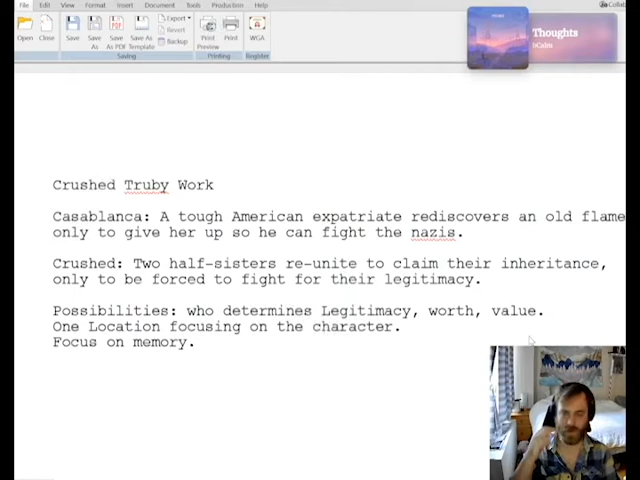 File Edit View Format Elements Document Tools Production Help
Collab
Open Close Save Save As Save As PDF Save As Template Export Revert Backup Print Preview Print WGA
Saving Printing Register
Thoughts
bCalm
Crushed Truby Work
Casablanca: A tough American expatriate rediscovers an old flame
only to give her up so he can fight the nazis.
Crushed: Two half-sisters re-unite to claim their inheritance,
only to be forced to fight for their legitimacy.
Possibilities: who determines Legitimacy, worth, value.
One Location focusing on the character.
Focus on memory.